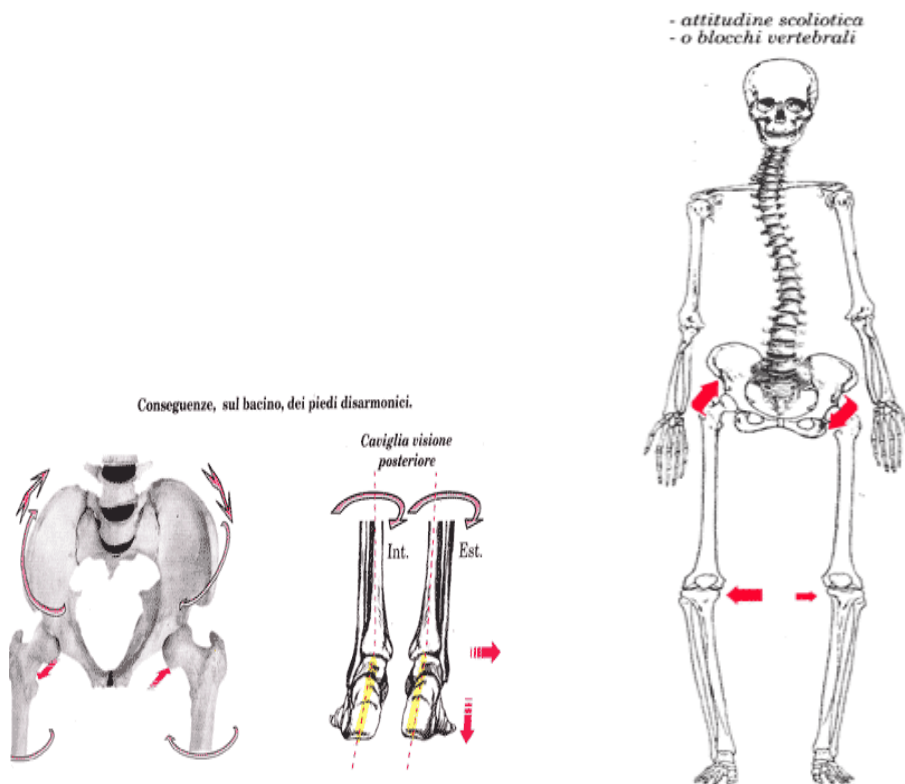 - attitudine scoliotica
- o blocchi vertebrali
Conseguenze, sul bacino, dei piedi disarmonici.
Caviglia visione
posteriore
Int.
Est.